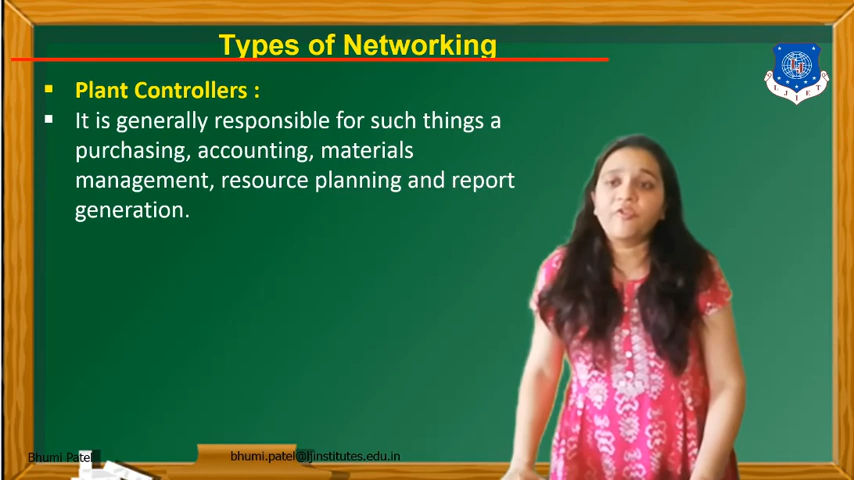 Types of Networking
Plant Controllers :
It is generally responsible for such things a
purchasing, accounting, materials
management, resource planning and report
generation.
L J I E T
Bhumi Patel
bhumi.patel@ljinstitutes.edu.in